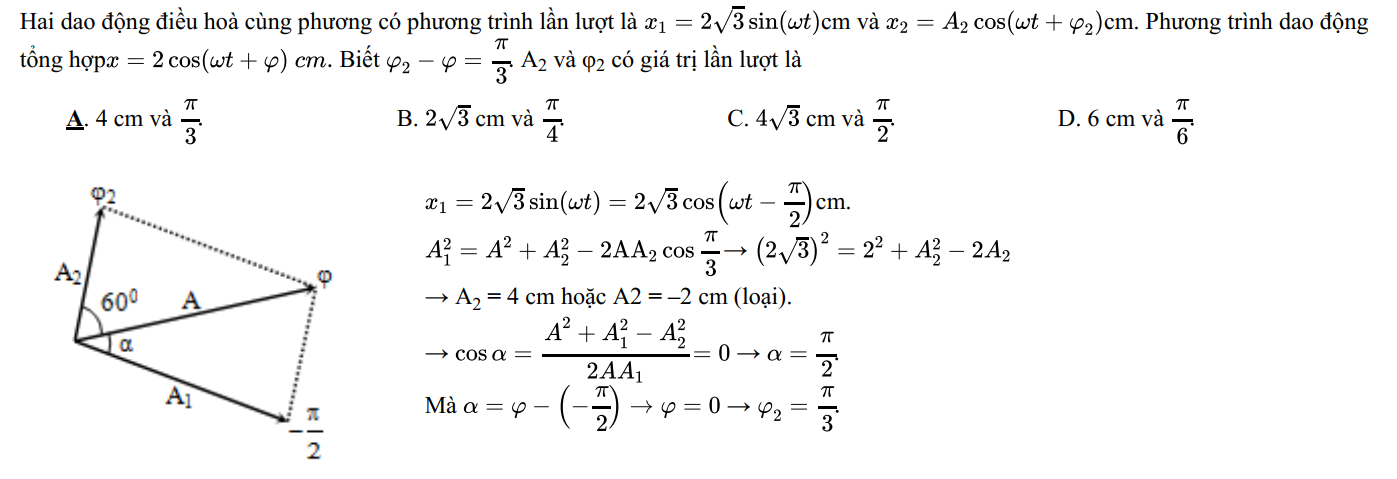 Hai dao động điều hoà cùng phương có phương trình lần lượt là x₁ = 2√3 sin(ωt)cm và x₂ = A₂ cos(ωt + φ₂)cm. Phương trình dao động
tổng hợpx = 2 cos(ωt + φ) cm. Biết φ₂ − φ = π/3. A₂ và φ₂ có giá trị lần lượt là
A. 4 cm và π/3. B. 2√3 cm và π/4. C. 4√3 cm và π/2. D. 6 cm và π/6.
φ2
A₂
60⁰
A
φ
α
A₁
−π/2
x₁ = 2√3 sin(ωt) = 2√3 cos(ωt − π/2)cm.
A₁² = A² + A₂² − 2AA₂ cos π/3 → (2√3)² = 2² + A₂² − 2A₂
→ A₂ = 4 cm hoặc A2 = –2 cm (loại).
→ cos α = (A² + A₁² − A₂²)/(2AA₁) = 0 → α = π/2.
Mà α = φ − (−π/2) → φ = 0 → φ₂ = π/3.